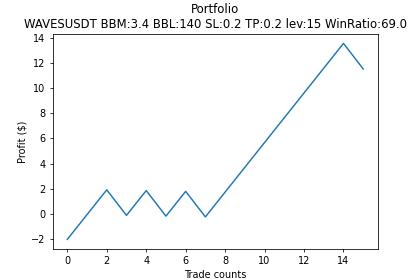 Portfolio
WAVESUSDT BBM:3.4 BBL:140 SL:0.2 TP:0.2 lev:15 WinRatio:69.0
14
12
10
8
6
4
2
0
−2
Profit ($)
0 2 4 6 8 10 12 14
Trade counts